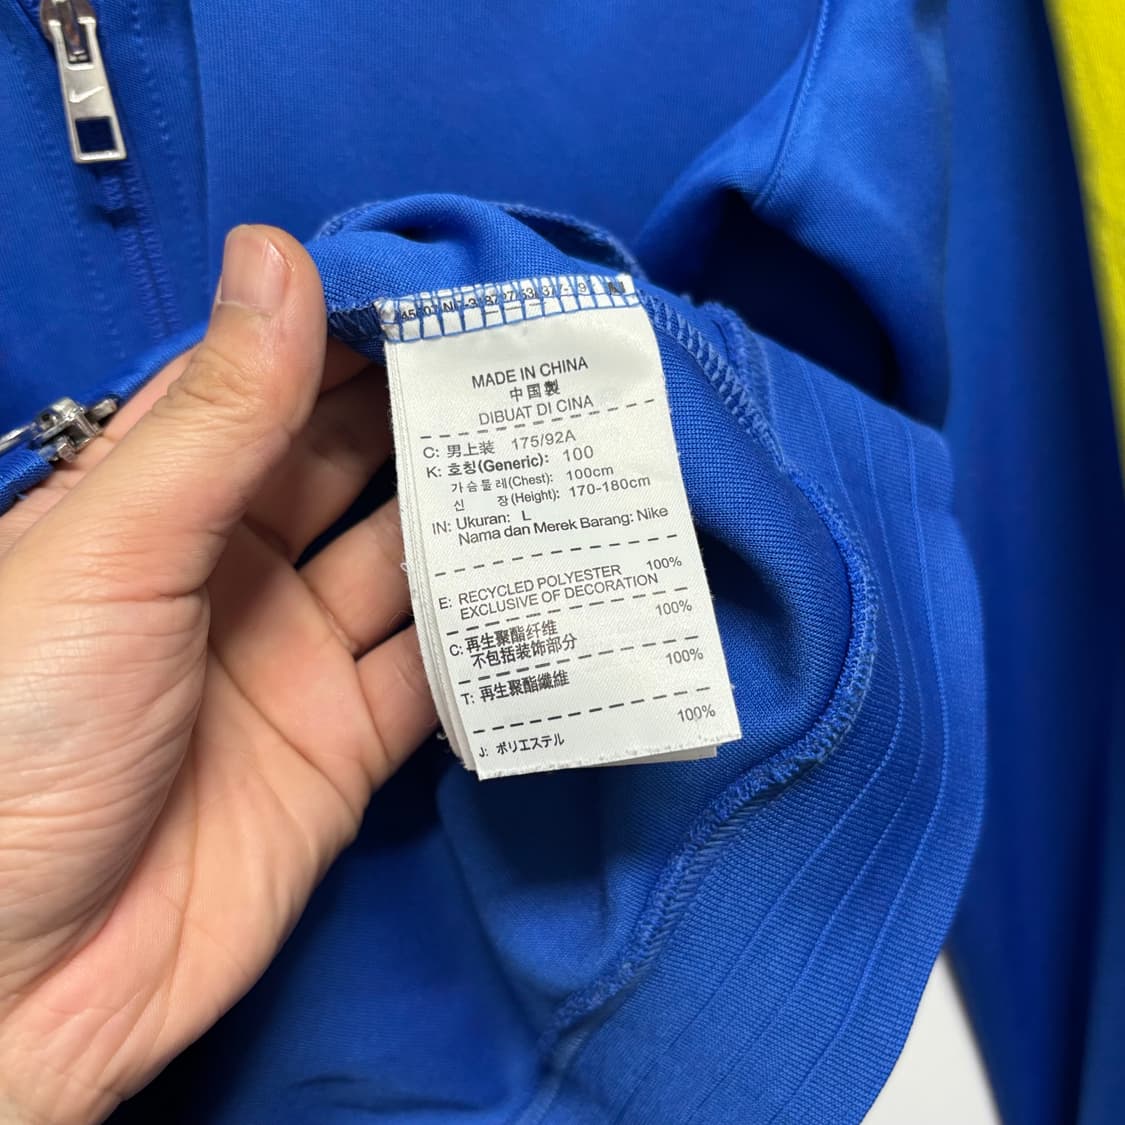 MADE IN CHINA
中国製
DIBUAT DI CINA
C: 男上装 175/92A
K: 호칭(Generic): 100
가슴둘레(Chest): 100cm
신 장(Height): 170-180cm
IN: Ukuran: L
Nama dan Merek Barang: Nike
E: RECYCLED POLYESTER 100%
EXCLUSIVE OF DECORATION
C: 再生聚酯纤维 100%
不包括装饰部分
T: 再生聚酯纖維 100%
J: ポリエステル 100%